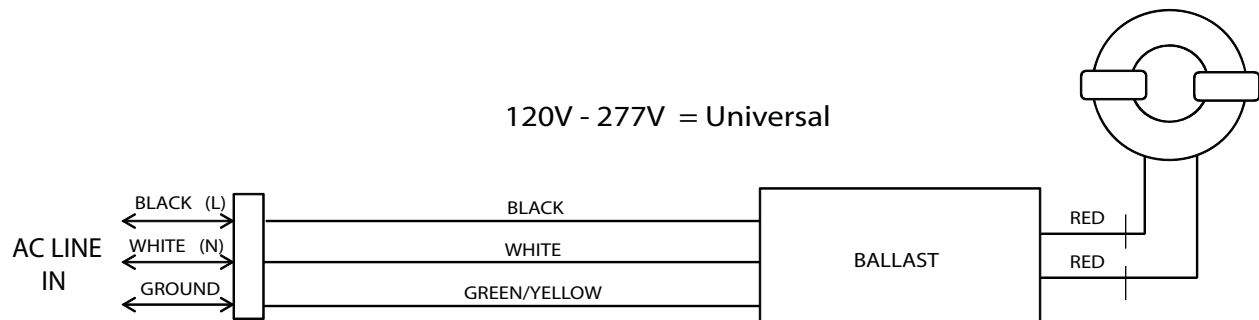 120V - 277V = Universal
BLACK (L)
BLACK
RED
AC LINE
IN
WHITE (N)
WHITE
BALLAST
RED
GROUND
GREEN/YELLOW